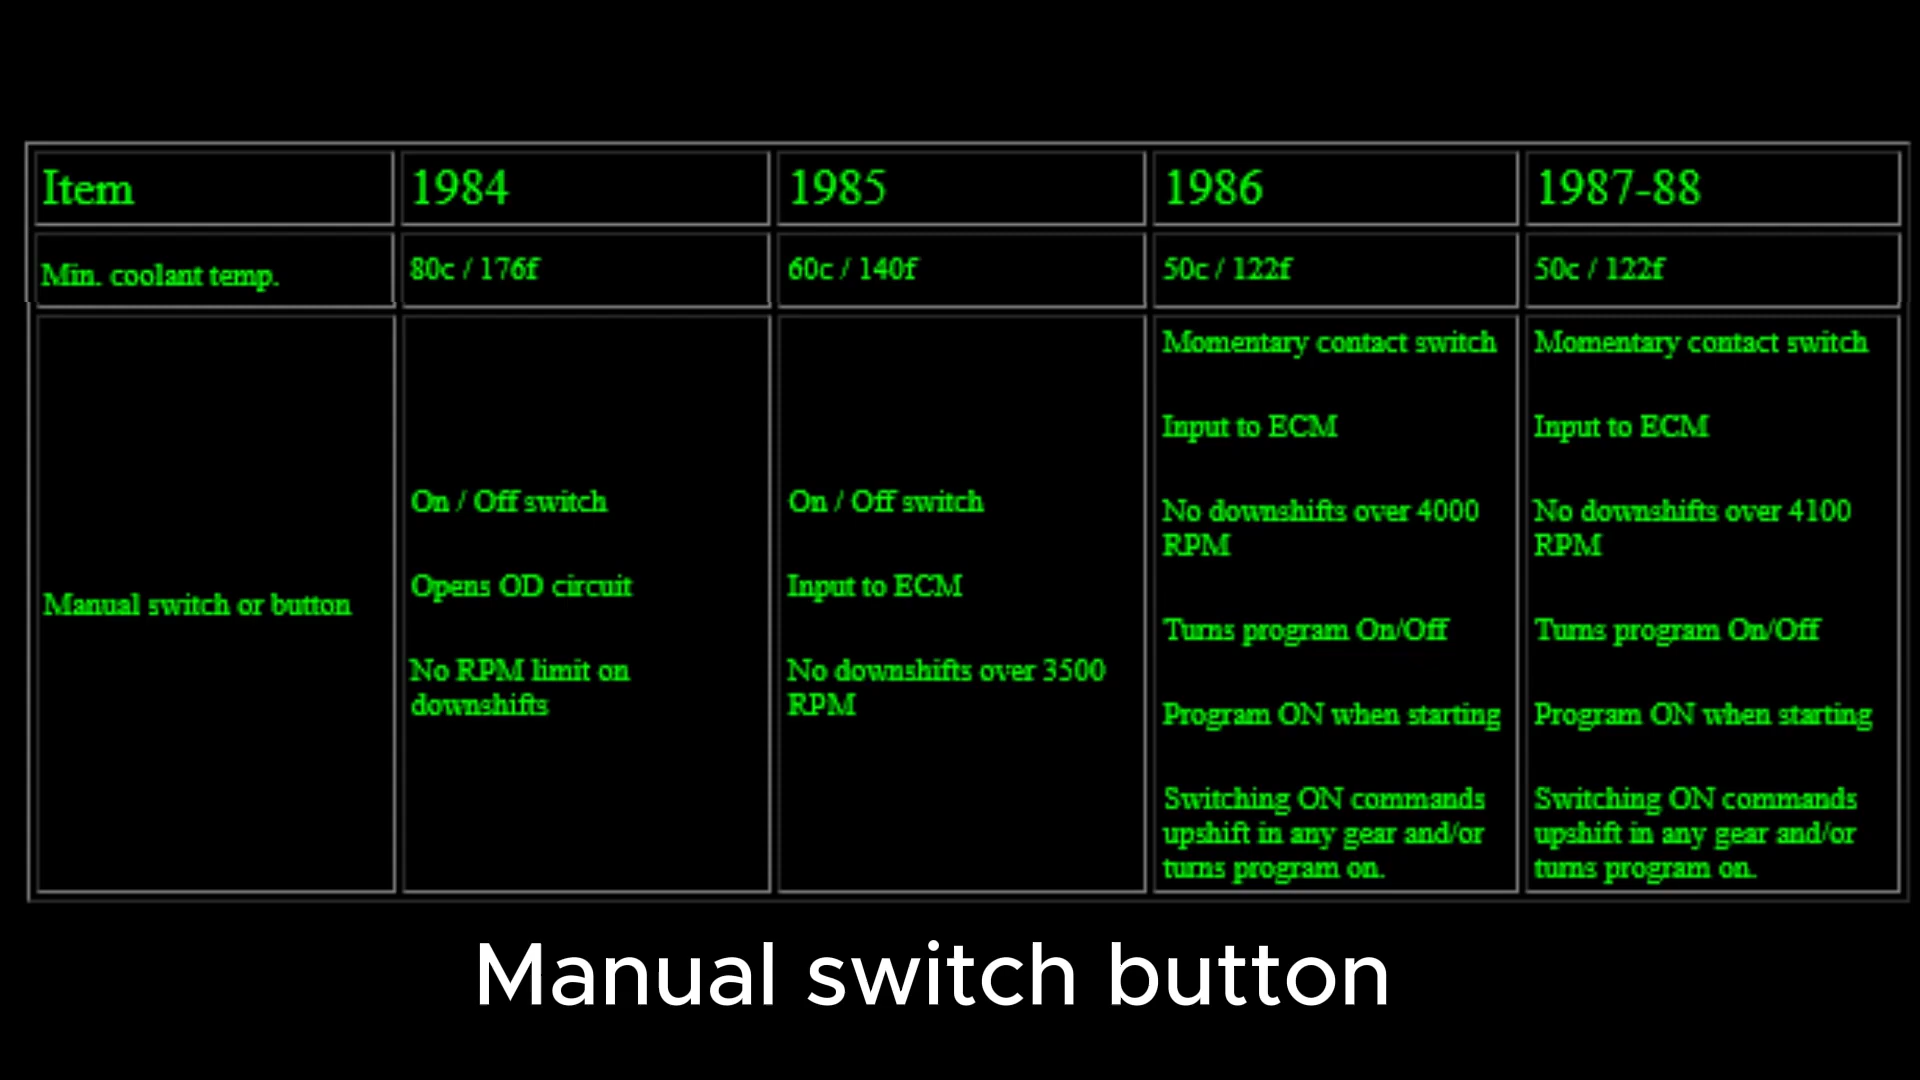 Item
1984
1985
1986
1987-88
Min. coolant temp.
80c / 176f
60c / 140f
50c / 122f
50c / 122f
Manual switch or button
On / Off switch
Opens OD circuit
No RPM limit on
downshifts
On / Off switch
Input to ECM
No downshifts over 3500
RPM
Momentary contact switch
Input to ECM
No downshifts over 4000
RPM
Turns program On/Off
Program ON when starting
Switching ON commands
upshift in any gear and/or
turns program on.
Momentary contact switch
Input to ECM
No downshifts over 4100
RPM
Turns program On/Off
Program ON when starting
Switching ON commands
upshift in any gear and/or
turns program on.
Manual switch button